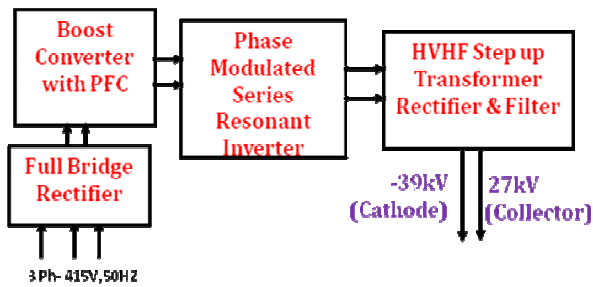 Boost
Converter
with PFC
Phase
Modulated
Series
Resonant
Inverter
HVHF Step up
Transformer
Rectifier & Filter
Full Bridge
Rectifier
-39kV
(Cathode)
27kV
(Collector)
3 Ph- 415V,50HZ